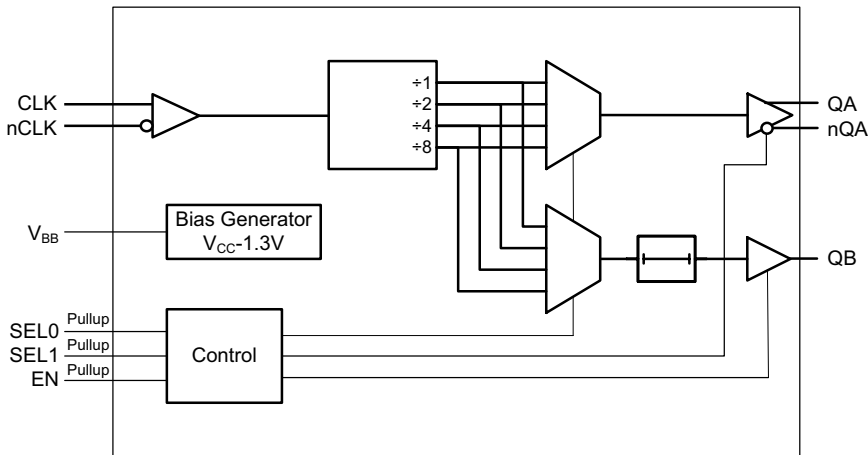 CLK
nCLK
÷1
÷2
÷4
÷8
QA
nQA
VBB
Bias Generator
VCC-1.3V
QB
SEL0
Pullup
SEL1
Pullup
EN
Pullup
Control